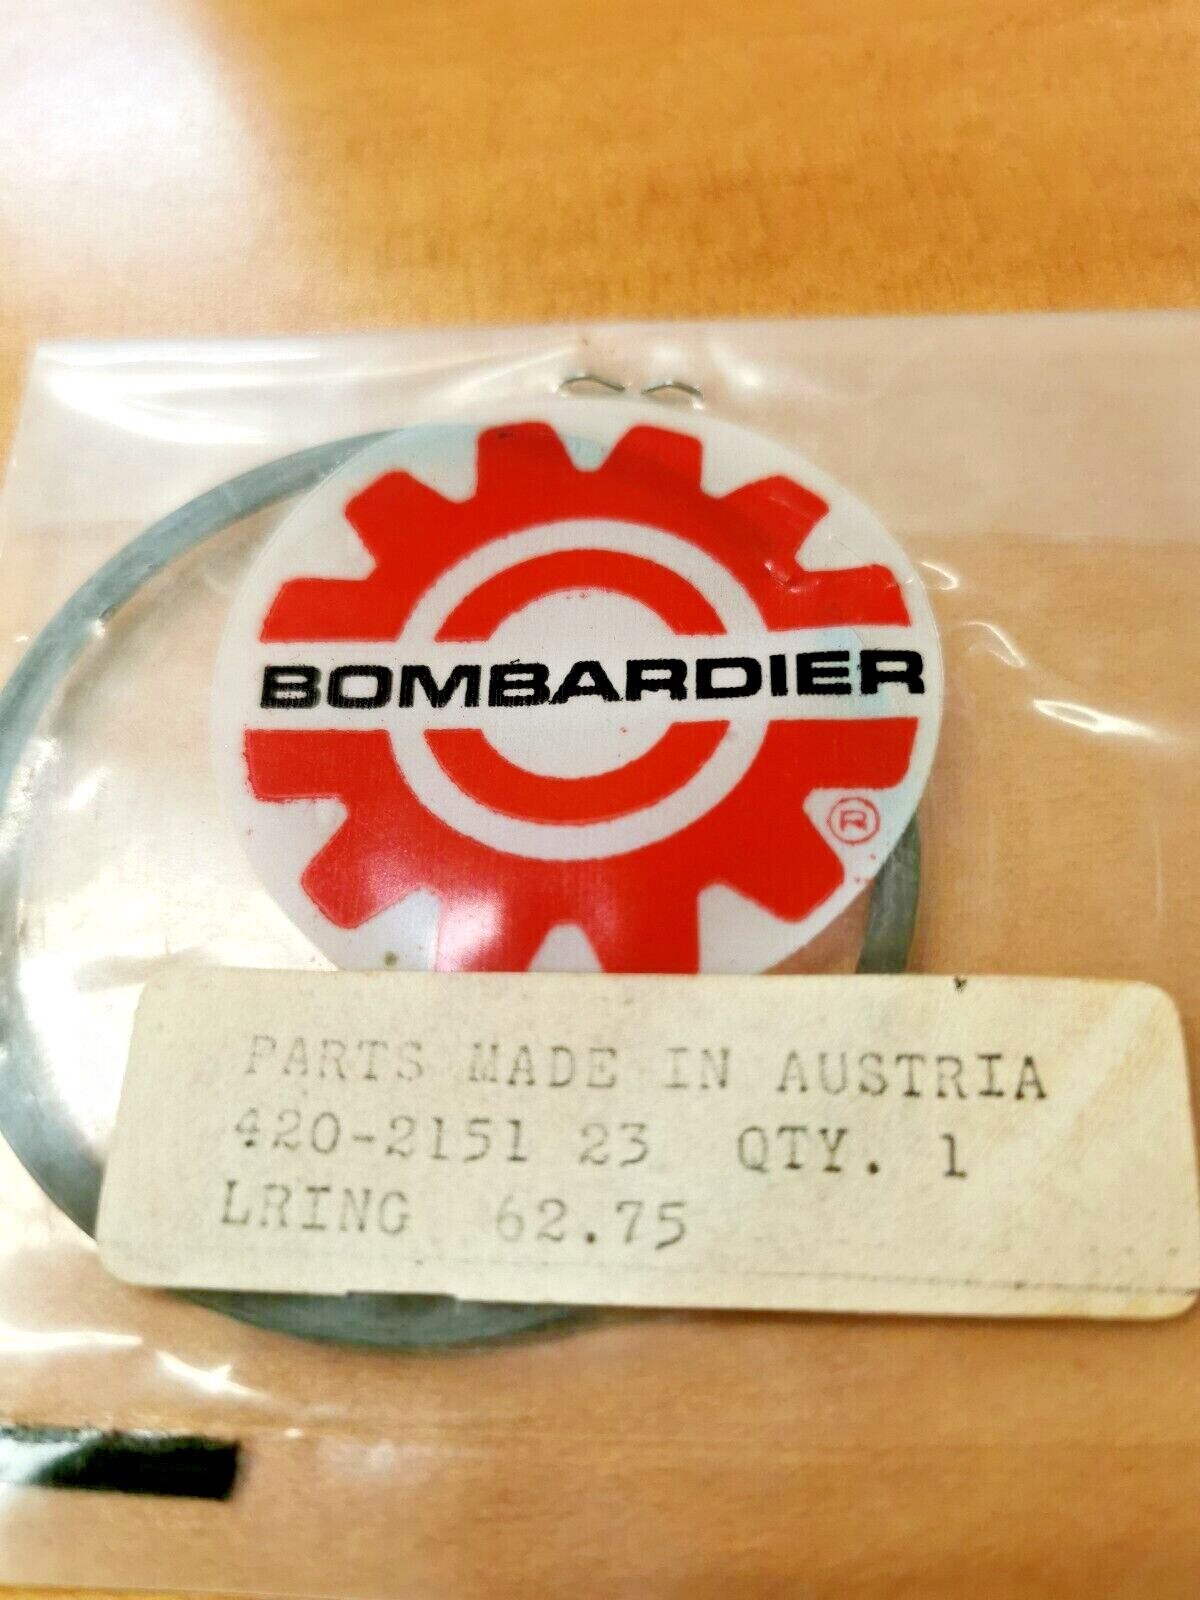 BOMBARDIER
®
PARTS MADE IN AUSTRIA
420-2151 23 QTY. 1
LRING 62.75